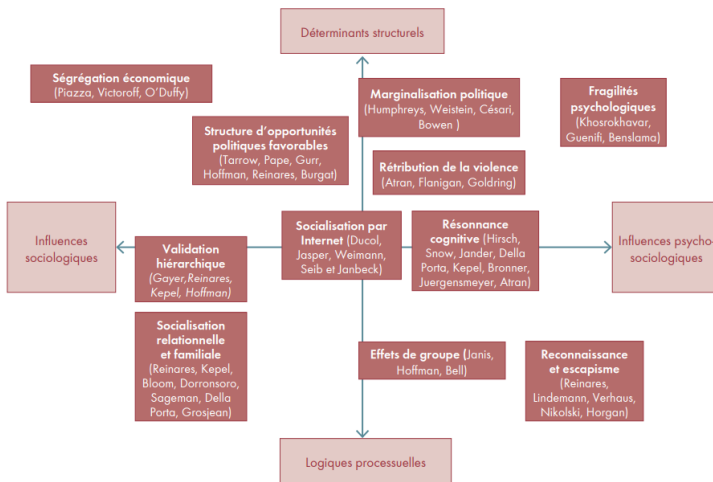 Déterminants structurels
Ségrégation économique
(Piazza, Victoroff, O'Duffy)
Marginalisation politique
(Humphreys, Weistein, Césari,
Bowen )
Fragilités
psychologiques
(Khosrokhavar,
Guenifi, Benslama)
Structure d'opportunités
politiques favorables
(Tarrow, Pape, Gurr,
Hoffman, Reinares, Burgat)
Rétribution de la violence
(Atran, Flanigan, Goldring)
Influences
sociologiques
Validation
hiérarchique
(Gayer,Reinares,
Kepel, Hoffman)
Socialisation par
Internet (Ducol,
Jasper, Weimann,
Seib et Janbeck)
Résonnance
cognitive (Hirsch,
Snow, Jander, Della
Porta, Kepel, Bronner,
Juergensmeyer, Atran)
Influences psycho-
sociologiques
Socialisation
relationnelle
et familiale
(Reinares, Kepel,
Bloom, Dorronsoro,
Sageman, Della
Porta, Grosjean)
Effets de groupe (Janis,
Hoffman, Bell)
Reconnaissance
et escapisme
(Reinares,
Lindemann, Verhaus,
Nikolski, Horgan)
Logiques processuelles